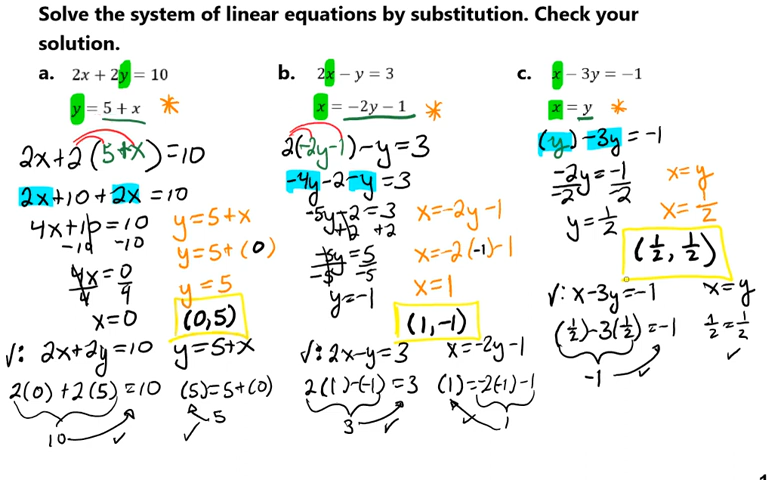 Solve the system of linear equations by substitution. Check your
solution.
a. 2x + 2y = 10
y = 5 + x *
2x+2(5+x)=10
2x+10+2x=10
4x+10=10
-10 -10
4x=0
4 4
x=0
y=5+x
y=5+(0)
y=5
(0,5)
√: 2x+2y=10 y=5+x
2(0)+2(5)=10 (5)=5+(0)
10 ✓ 5 ✓
b. 2x − y = 3
x = −2y − 1 *
2(-2y-1)-y=3
-4y-2-y=3
-5y-2=3
+2 +2
-5y=5
-5 -5
y=-1
x=-2y-1
x=-2(-1)-1
x=1
(1,-1)
√: 2x-y=3 x=-2y-1
2(1)-(-1)=3 (1)=-2(-1)-1
3 ✓ ✓ 1
c. x − 3y = −1
x = y *
(y)-3y=-1
-2y=-1
-2 -2
y=1/2
x=y
x=1/2
(1/2, 1/2)
√: x-3y=-1 x=y
(1/2)-3(1/2)=-1 1/2=1/2
-1 ✓ ✓